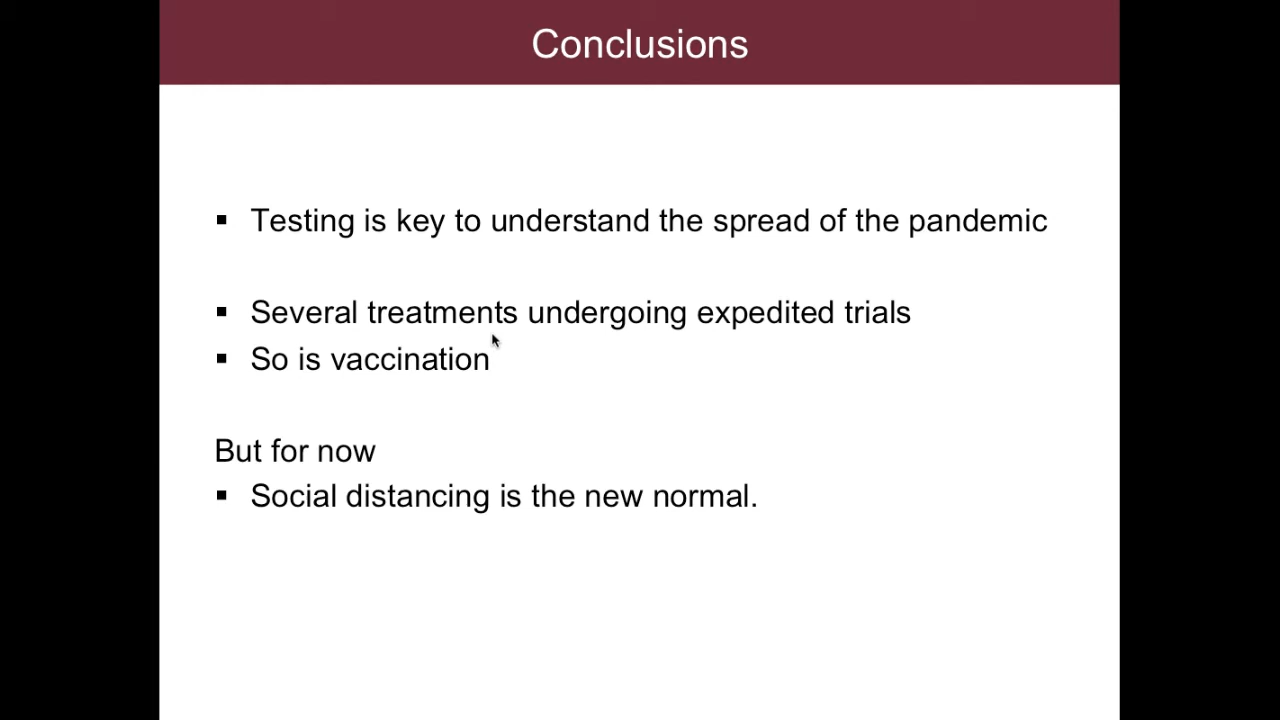 Conclusions
▪ Testing is key to understand the spread of the pandemic
▪ Several treatments undergoing expedited trials
▪ So is vaccination
But for now
▪ Social distancing is the new normal.